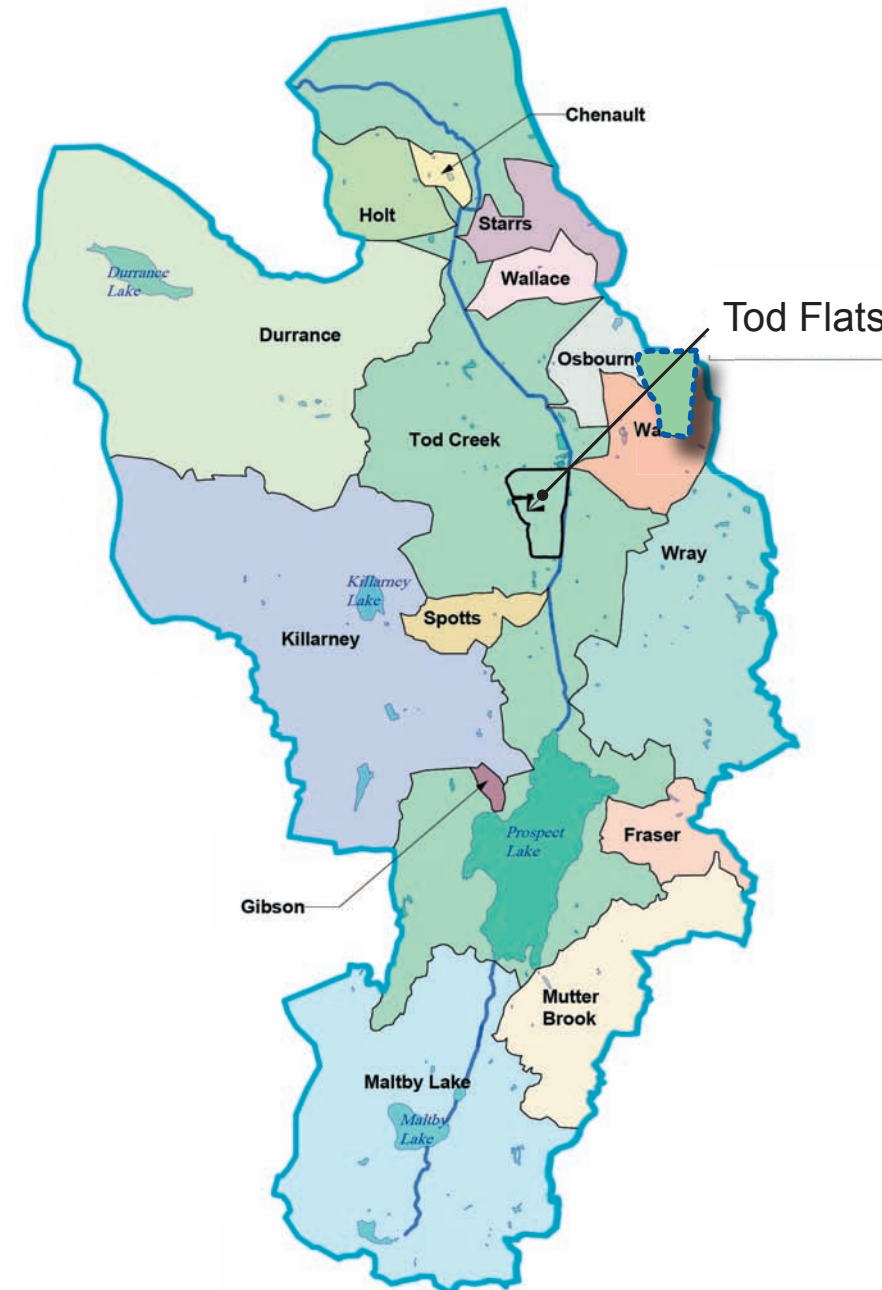 Chenault
Holt
Starrs
Durrance
Lake
Wallace
Tod Flats
Durrance
Osbourn
Tod Creek
Wa
Wray
Killarney
Lake
Spotts
Killarney
Prospect
Lake
Fraser
Gibson
Mutter
Brook
Maltby Lake
Maltby
Lake